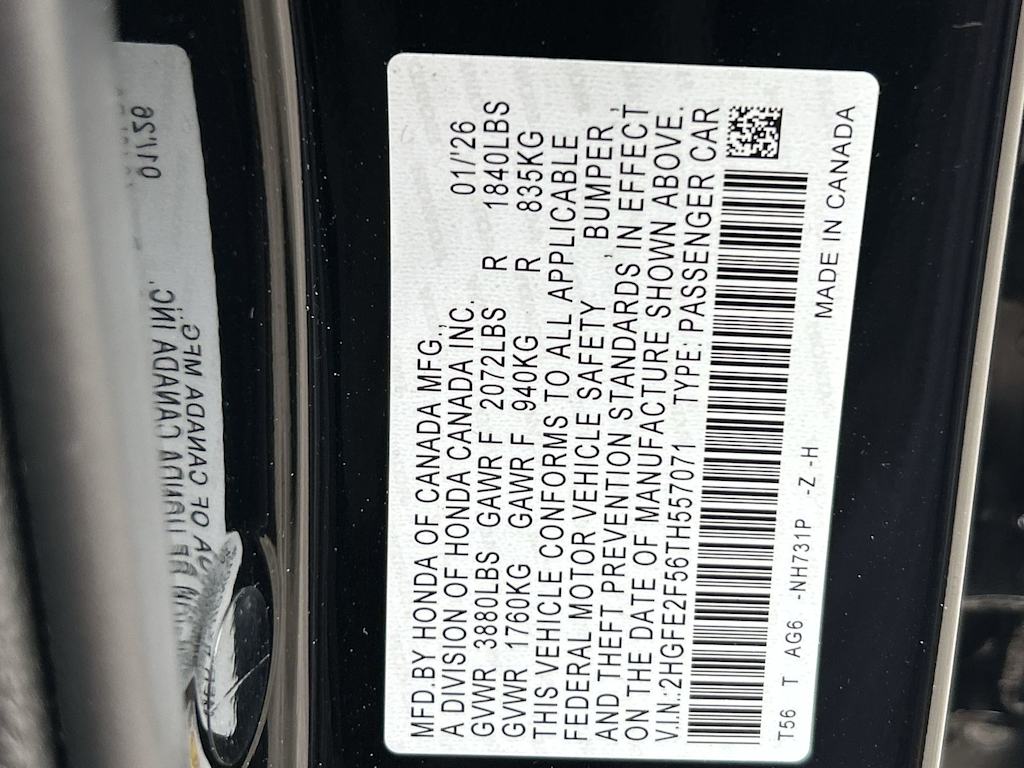 MFD.BY HONDA OF CANADA MFG.,
A DIVISION OF HONDA CANADA INC. 01/'26
GVWR 3880LBS GAWR F 2072LBS R 1840LBS
GVWR 1760KG GAWR F 940KG R 835KG
THIS VEHICLE CONFORMS TO ALL APPLICABLE
FEDERAL MOTOR VEHICLE SAFETY , BUMPER,
AND THEFT PREVENTION STANDARDS IN EFFECT
ON THE DATE OF MANUFACTURE SHOWN ABOVE.
V.I.N.:2HGFE2F56TH557071 TYPE: PASSENGER CAR
T56 T AG6 -NH731P -Z -H
MADE IN CANADA